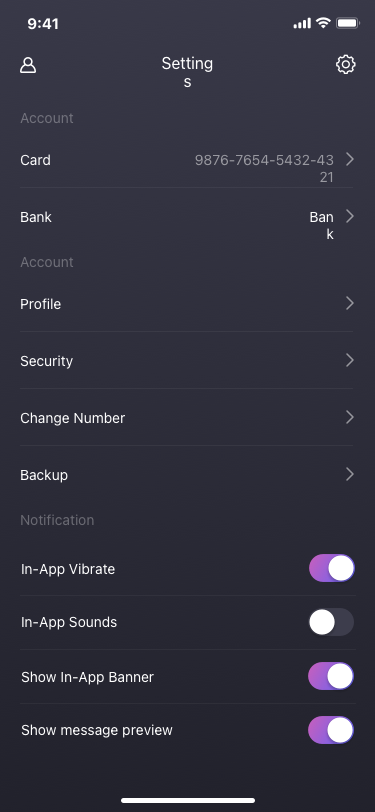 9:41
Setting
s
Account
Card 9876-7654-5432-43
21
Bank Ban
k
Account
Profile
Security
Change Number
Backup
Notification
In-App Vibrate
In-App Sounds
Show In-App Banner
Show message preview